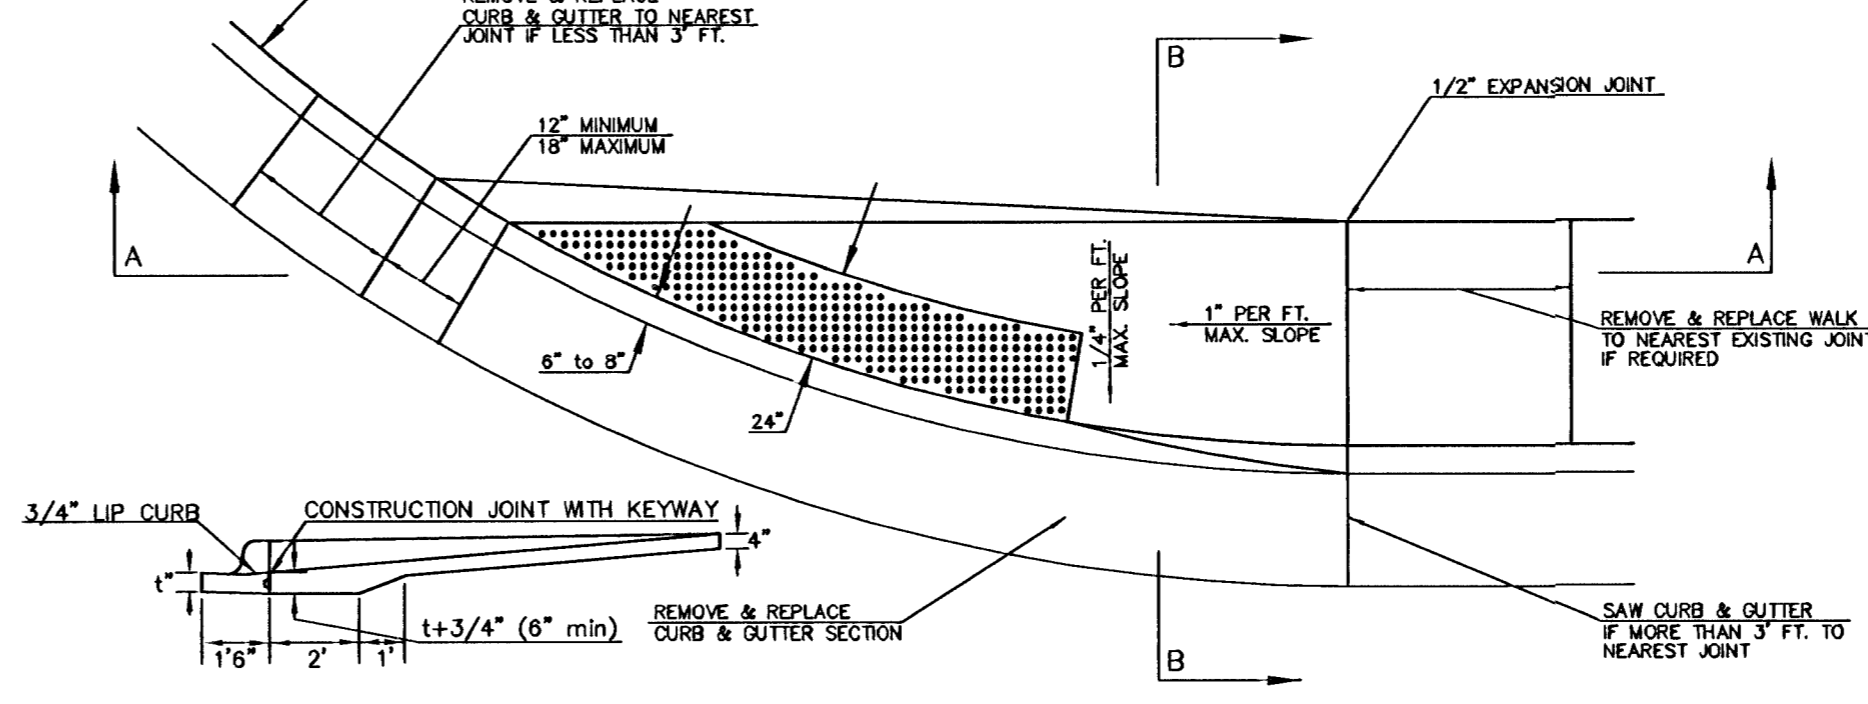 CURB & GUTTER TO NEAREST
JOINT IF LESS THAN 3' FT.
B
1/2" EXPANSION JOINT
12" MINIMUM
18" MAXIMUM
A
A
1/4" PER FT.
MAX. SLOPE
1" PER FT.
MAX. SLOPE
REMOVE & REPLACE WALK
TO NEAREST EXISTING JOINT
IF REQUIRED
6" to 8"
24"
3/4" LIP CURB
CONSTRUCTION JOINT WITH KEYWAY
4"
t"
t+3/4" (6" min)
1'6"
2'
1'
REMOVE & REPLACE
CURB & GUTTER SECTION
SAW CURB & GUTTER
IF MORE THAN 3' FT. TO
NEAREST JOINT
B